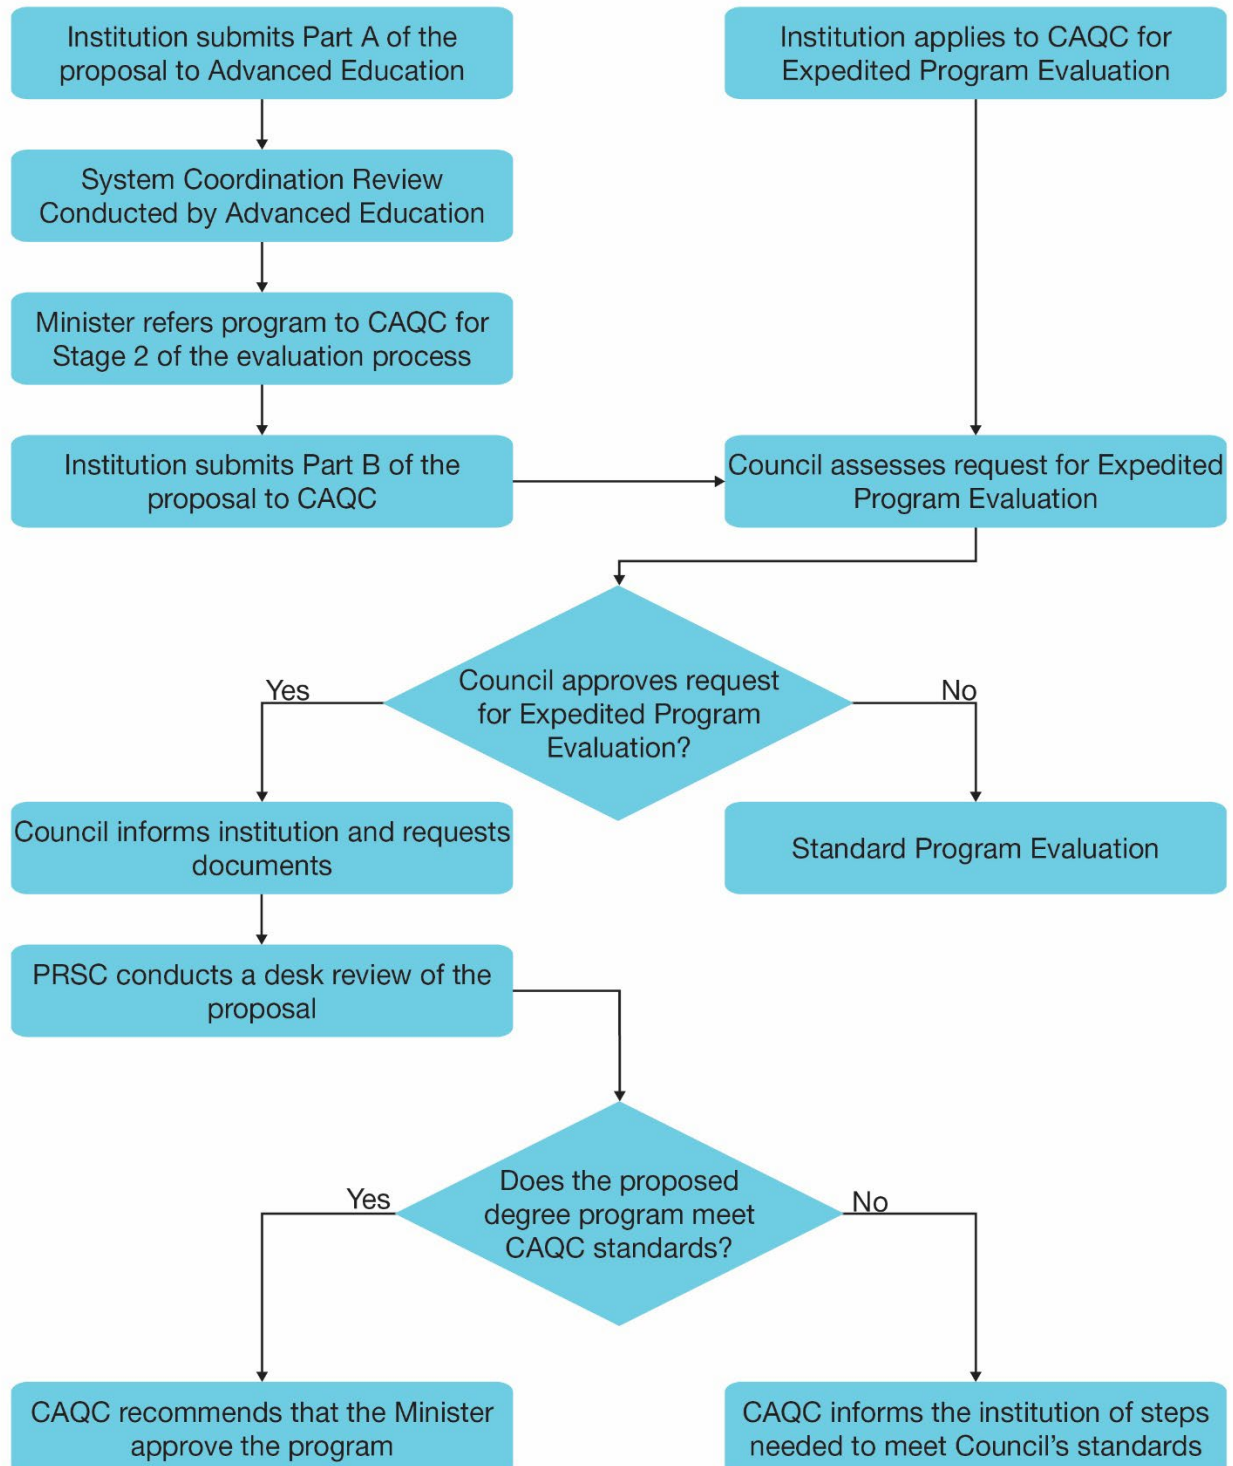 Institution submits Part A of the
proposal to Advanced Education
Institution applies to CAQC for
Expedited Program Evaluation
System Coordination Review
Conducted by Advanced Education
Minister refers program to CAQC for
Stage 2 of the evaluation process
Institution submits Part B of the
proposal to CAQC
Council assesses request for Expedited
Program Evaluation
Council approves request
for Expedited Program
Evaluation?
Yes
No
Council informs institution and requests
documents
Standard Program Evaluation
PRSC conducts a desk review of the
proposal
Does the proposed
degree program meet
CAQC standards?
Yes
No
CAQC recommends that the Minister
approve the program
CAQC informs the institution of steps
needed to meet Council’s standards